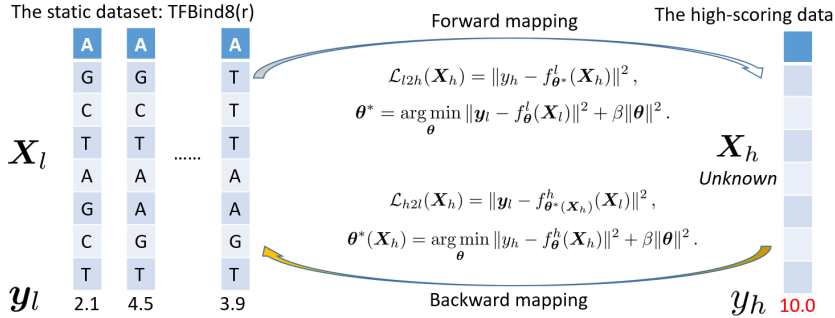 The static dataset: TFBind8(r)
Forward mapping
The high-scoring data
A A A
G G T
C C T
T T T
A A A
G A A
C G G
T T T
......
X_l
y_l
2.1 4.5 3.9
ℒ_{l2h}(X_h) = ‖y_h − f^l_{θ*}(X_h)‖²,
θ* = arg min_θ ‖y_l − f^l_θ(X_l)‖² + β‖θ‖².
ℒ_{h2l}(X_h) = ‖y_l − f^h_{θ*(X_h)}(X_l)‖²,
θ*(X_h) = arg min_θ ‖y_h − f^h_θ(X_h)‖² + β‖θ‖².
Backward mapping
X_h
Unknown
y_h
10.0